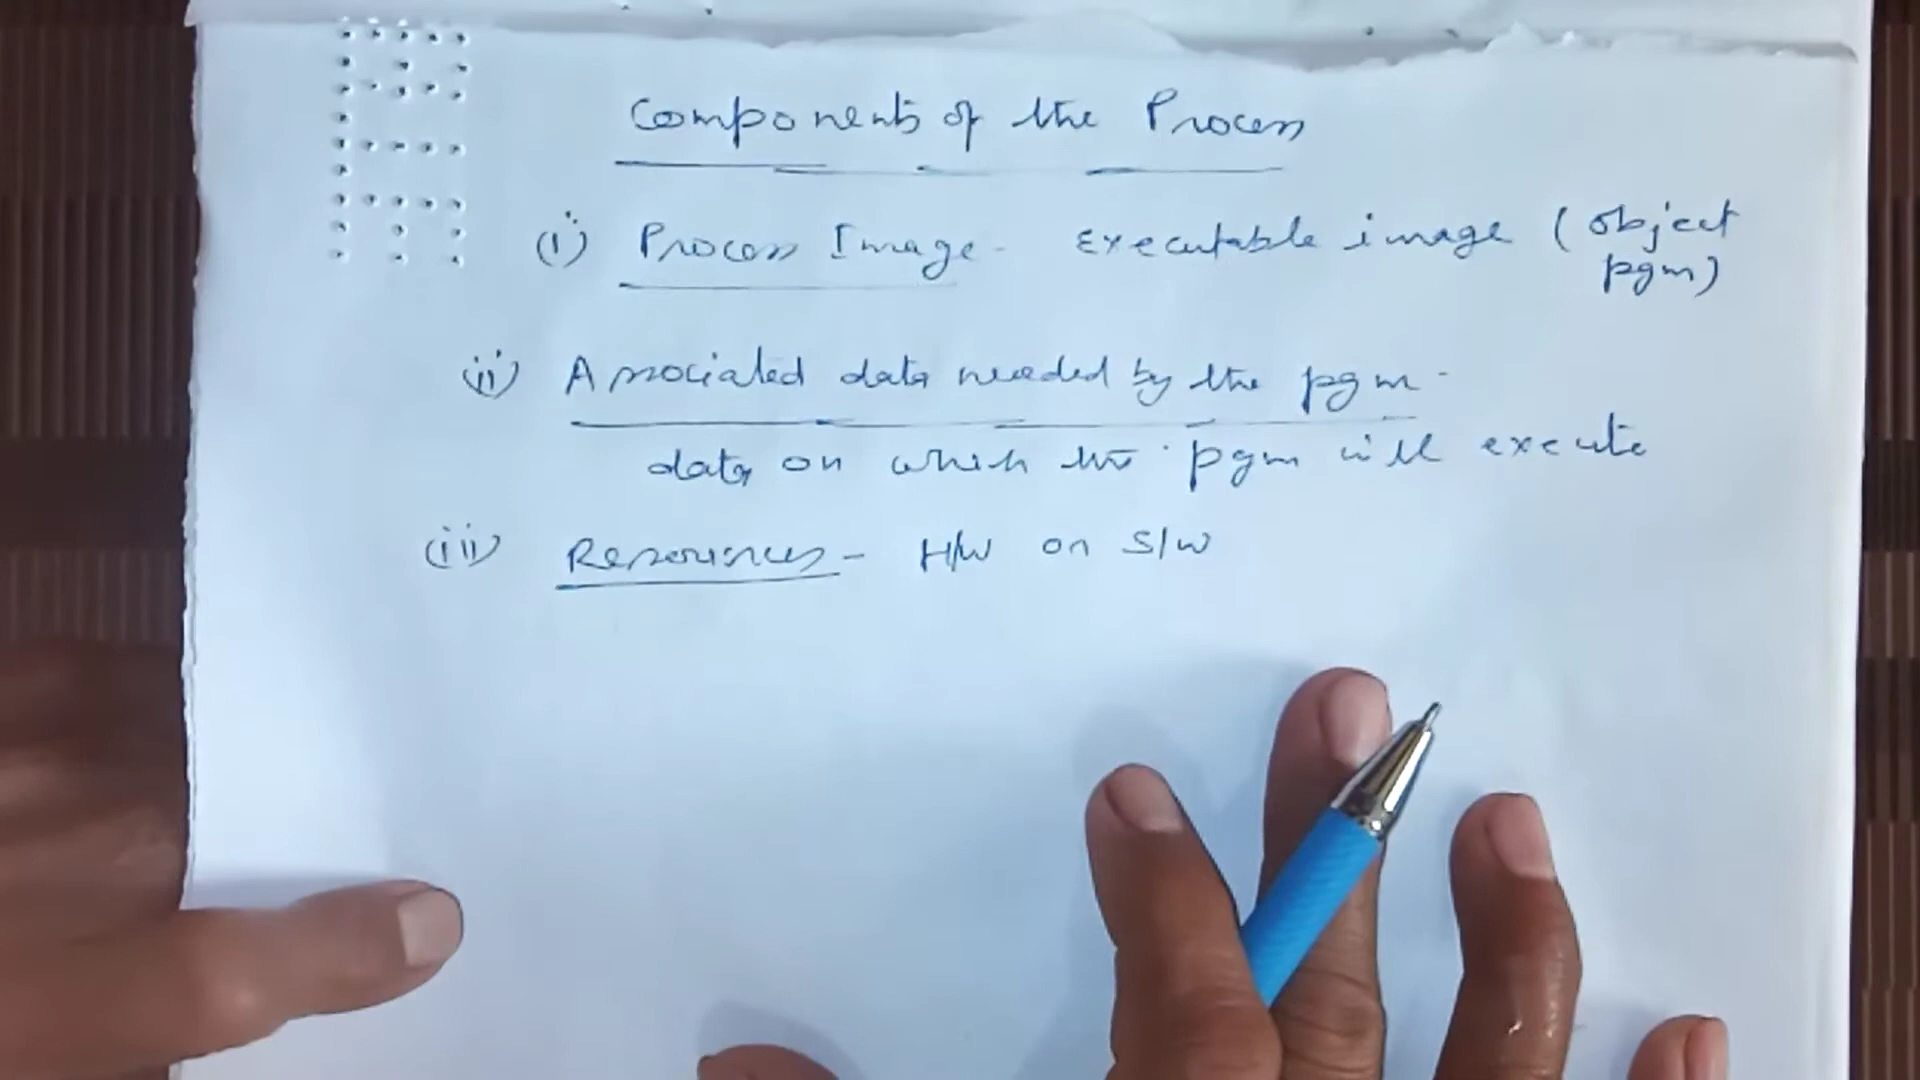 Components of the Process
(i) Process Image - Executable image (object
pgm)
(ii) Associated data needed by the pgm -
data on which the pgm will execute
(iii) Resources - H/W or S/W